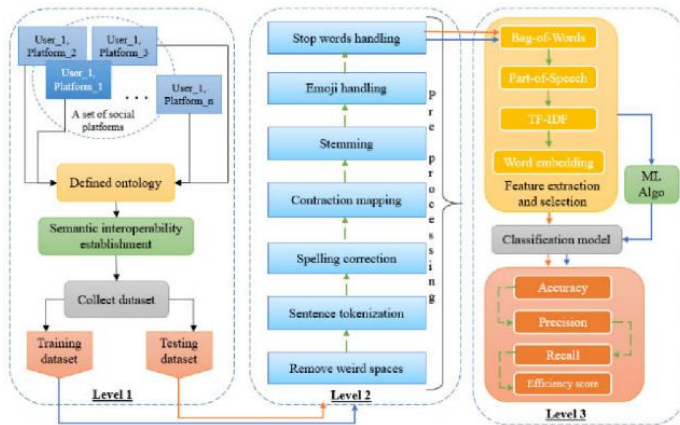 User_1,
Platform_2
User_1,
Platform_3
User_1,
Platform_1
. . .
User_1,
Platform_n
A set of social
platforms
Defined ontology
Semantic interoperability
establishment
Collect dataset
Training
dataset
Testing
dataset
Level 1
Stop words handling
Emoji handling
Stemming
Contraction mapping
Spelling correction
Sentence tokenization
Remove weird spaces
Pre processing
Level 2
Bag-of-Words
Part-of-Speech
TF-IDF
Word embedding
Feature extraction
and selection
ML
Algo
Classification model
Accuracy
Precision
Recall
Efficiency score
Level 3